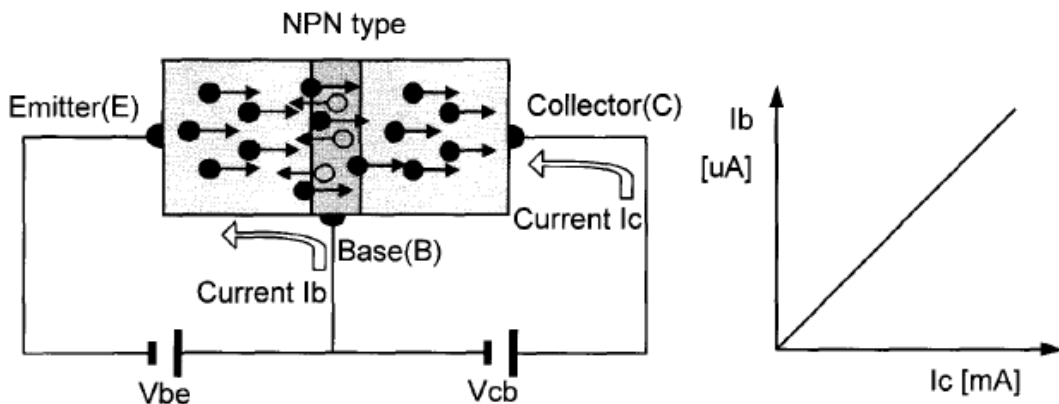 NPN type
Emitter(E)
Collector(C)
Current Ic
Base(B)
Current Ib
Vbe
Vcb
Ib
[uA]
Ic [mA]